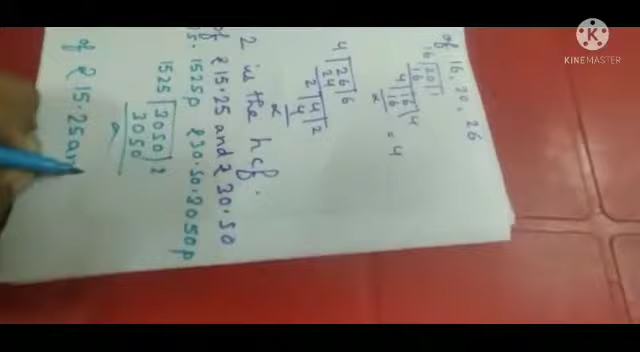 of 16, 20, 26
16 | 20 | 1
16
4 | 16 | 4
16
x
= 4
4 | 26 | 6
24
2 | 4 | 2
4
x
2 is the hcf.
of ₹ 15.25 and ₹ 30.50
5. 1525p ₹30.50. 3050p
1525 | 3050 | 2
3050
of ₹ 15.25 an
K
KINEMASTER